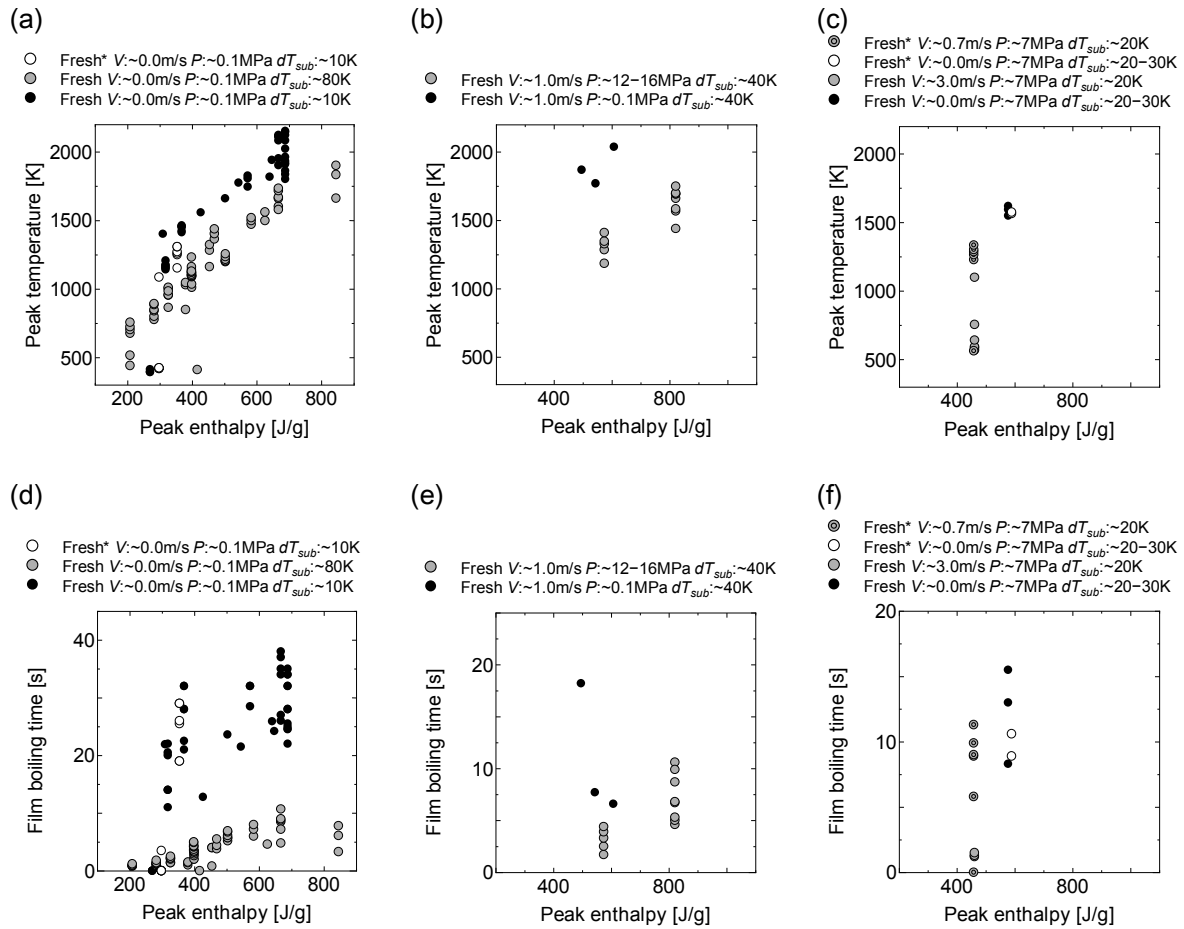 (a)
Fresh* V:~0.0m/s P:~0.1MPa dTsub:~10K
Fresh V:~0.0m/s P:~0.1MPa dTsub:~80K
Fresh V:~0.0m/s P:~0.1MPa dTsub:~10K
2000
1500
1000
500
Peak temperature [K]
200 400 600 800
Peak enthalpy [J/g]
(b)
Fresh V:~1.0m/s P:~12−16MPa dTsub:~40K
Fresh V:~1.0m/s P:~0.1MPa dTsub:~40K
2000
1500
1000
500
Peak temperature [K]
400 800
Peak enthalpy [J/g]
(c)
Fresh* V:~0.7m/s P:~7MPa dTsub:~20K
Fresh* V:~0.0m/s P:~7MPa dTsub:~20−30K
Fresh V:~3.0m/s P:~7MPa dTsub:~20K
Fresh V:~0.0m/s P:~7MPa dTsub:~20−30K
2000
1500
1000
500
Peak temperature [K]
400 800
Peak enthalpy [J/g]
(d)
Fresh* V:~0.0m/s P:~0.1MPa dTsub:~10K
Fresh V:~0.0m/s P:~0.1MPa dTsub:~80K
Fresh V:~0.0m/s P:~0.1MPa dTsub:~10K
40
20
0
Film boiling time [s]
200 400 600 800
Peak enthalpy [J/g]
(e)
Fresh V:~1.0m/s P:~12−16MPa dTsub:~40K
Fresh V:~1.0m/s P:~0.1MPa dTsub:~40K
20
10
0
Film boiling time [s]
400 800
Peak enthalpy [J/g]
(f)
Fresh* V:~0.7m/s P:~7MPa dTsub:~20K
Fresh* V:~0.0m/s P:~7MPa dTsub:~20−30K
Fresh V:~3.0m/s P:~7MPa dTsub:~20K
Fresh V:~0.0m/s P:~7MPa dTsub:~20−30K
20
10
0
Film boiling time [s]
400 800
Peak enthalpy [J/g]